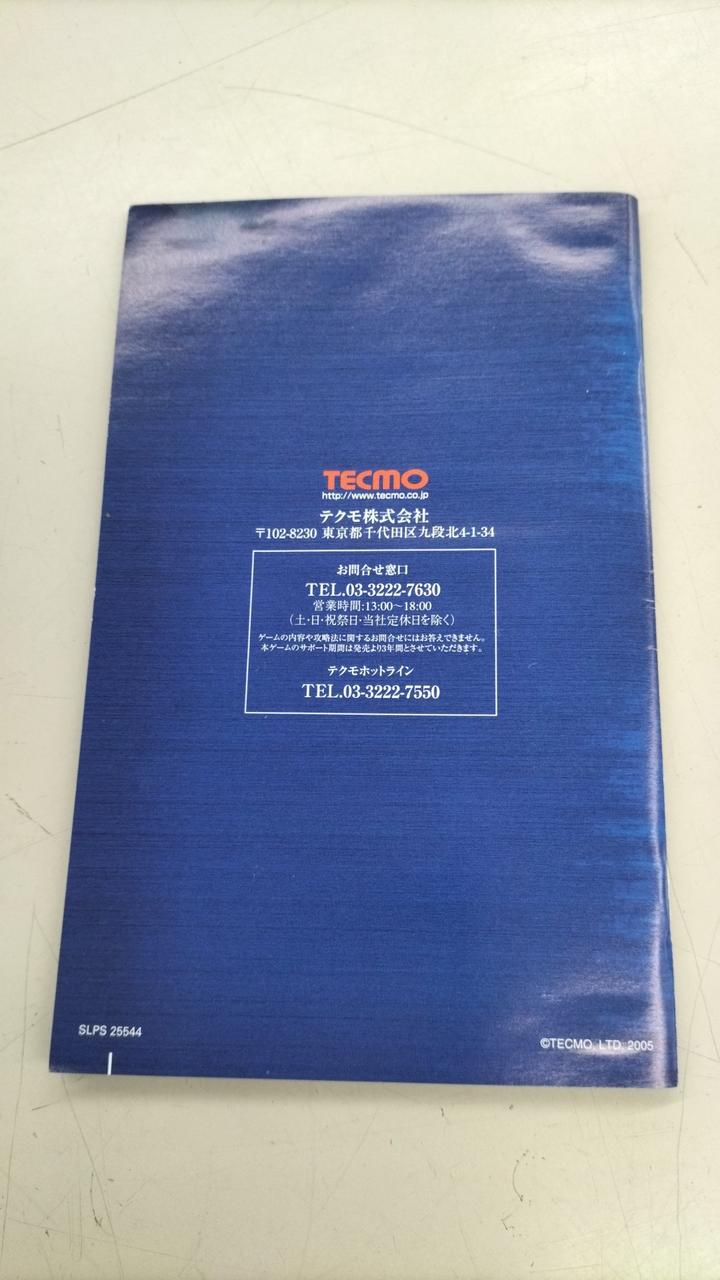 TECMO
http://www.tecmo.co.jp
テクモ株式会社
〒102-8230 東京都千代田区九段北4-1-34
お問合せ窓口
TEL.03-3222-7630
営業時間:13:00〜18:00
(土・日・祝祭日・当社定休日を除く)
ゲームの内容や攻略法に関するお問合せにはお答えできません。
本ゲームのサポート期間は発売より3年間とさせていただきます。
テクモホットライン
TEL.03-3222-7550
SLPS 25544
©TECMO, LTD. 2005